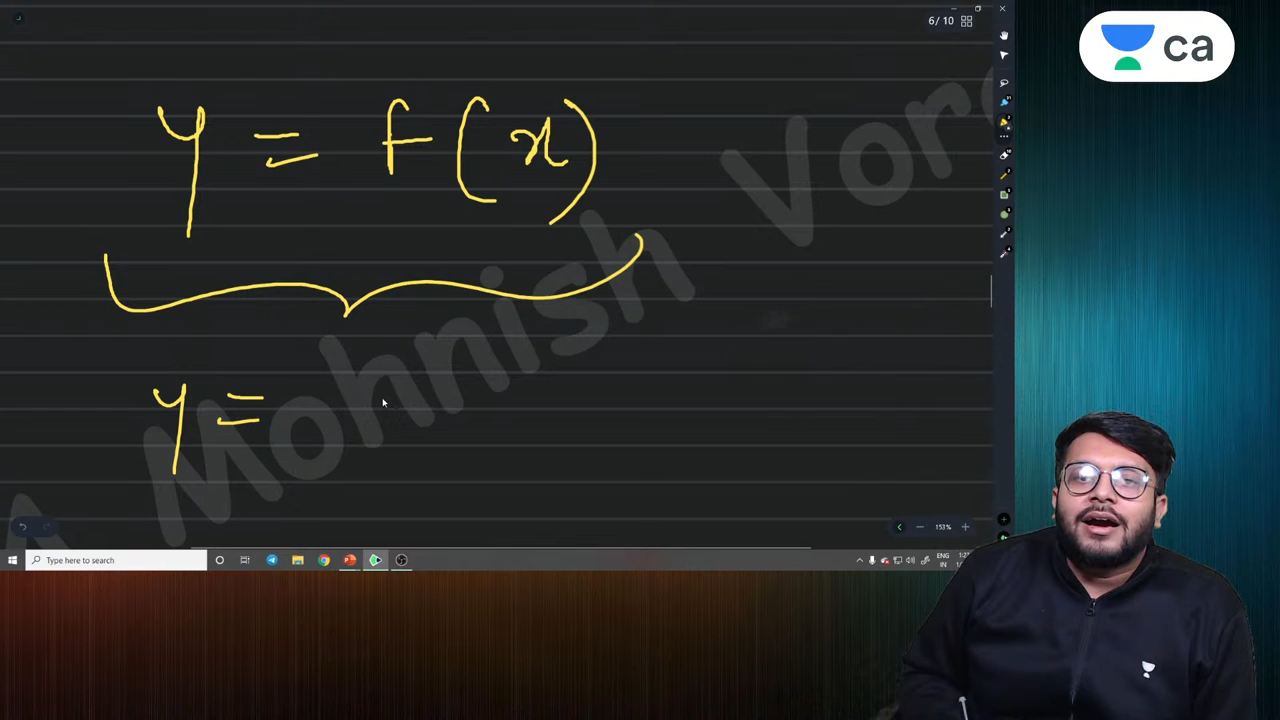 6/10
ca
y = f(x)
Mohnish Vora
y =
153%
Type here to search
ENG
IN